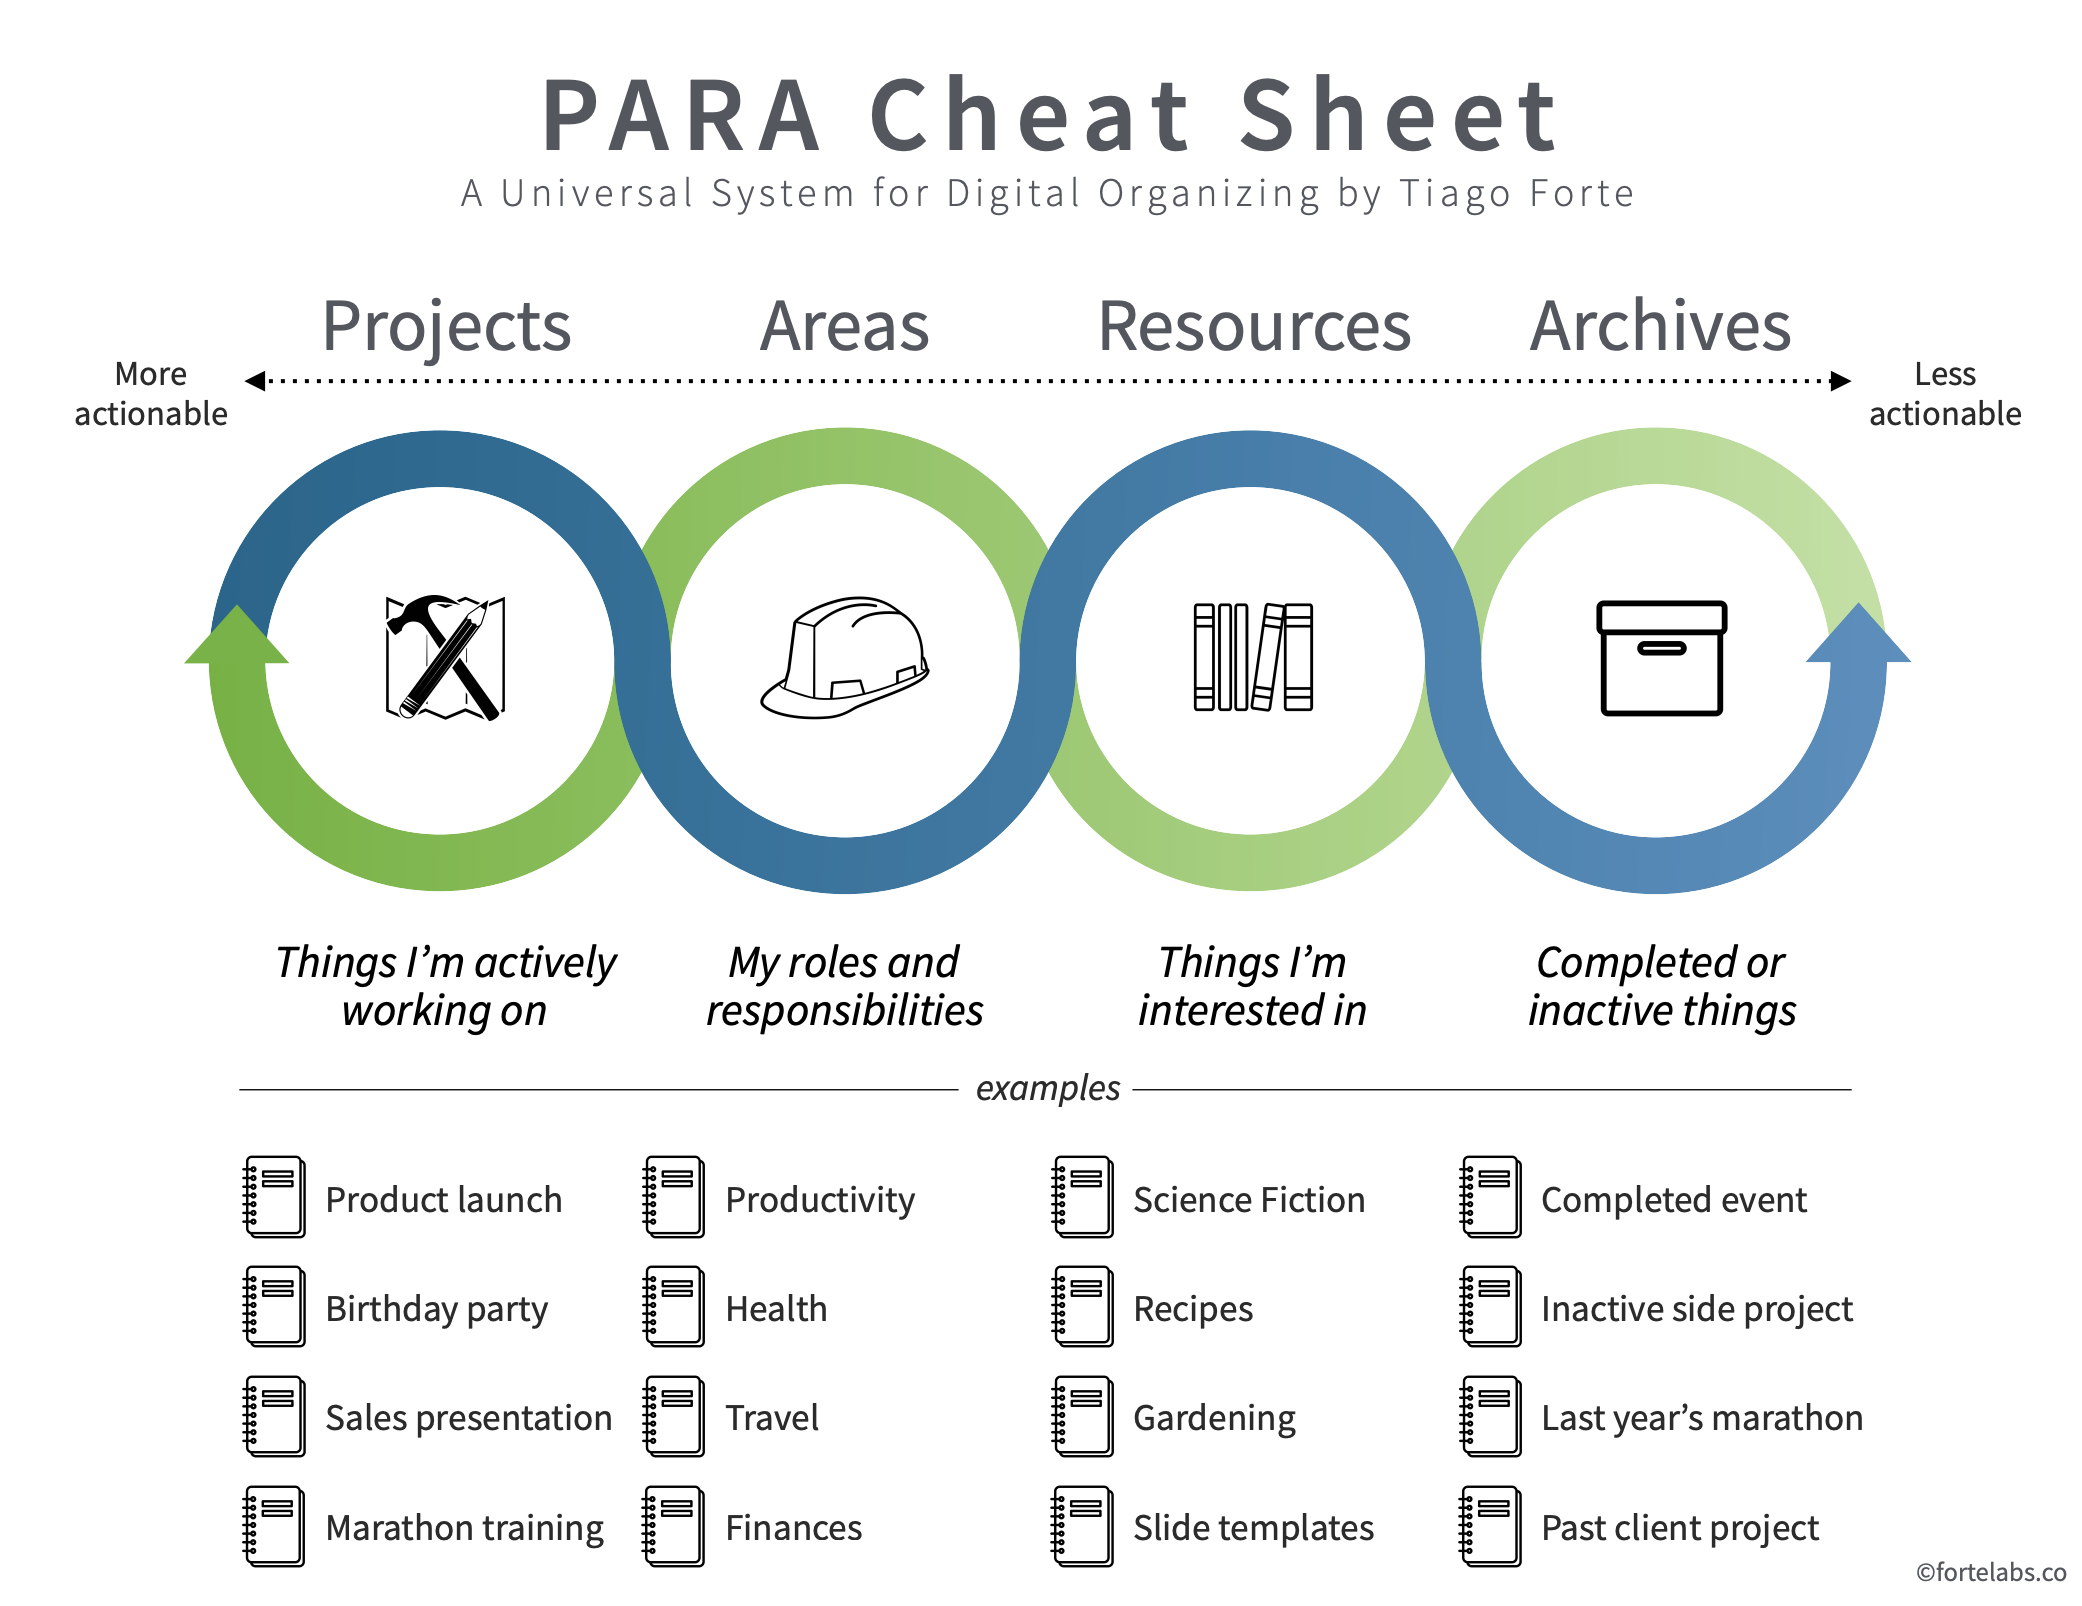 PARA Cheat Sheet
A Universal System for Digital Organizing by Tiago Forte
Projects
Areas
Resources
Archives
More
actionable
Less
actionable
Things I’m actively
working on
My roles and
responsibilities
Things I’m
interested in
Completed or
inactive things
examples
Product launch
Birthday party
Sales presentation
Marathon training
Productivity
Health
Travel
Finances
Science Fiction
Recipes
Gardening
Slide templates
Completed event
Inactive side project
Last year’s marathon
Past client project
©fortelabs.co